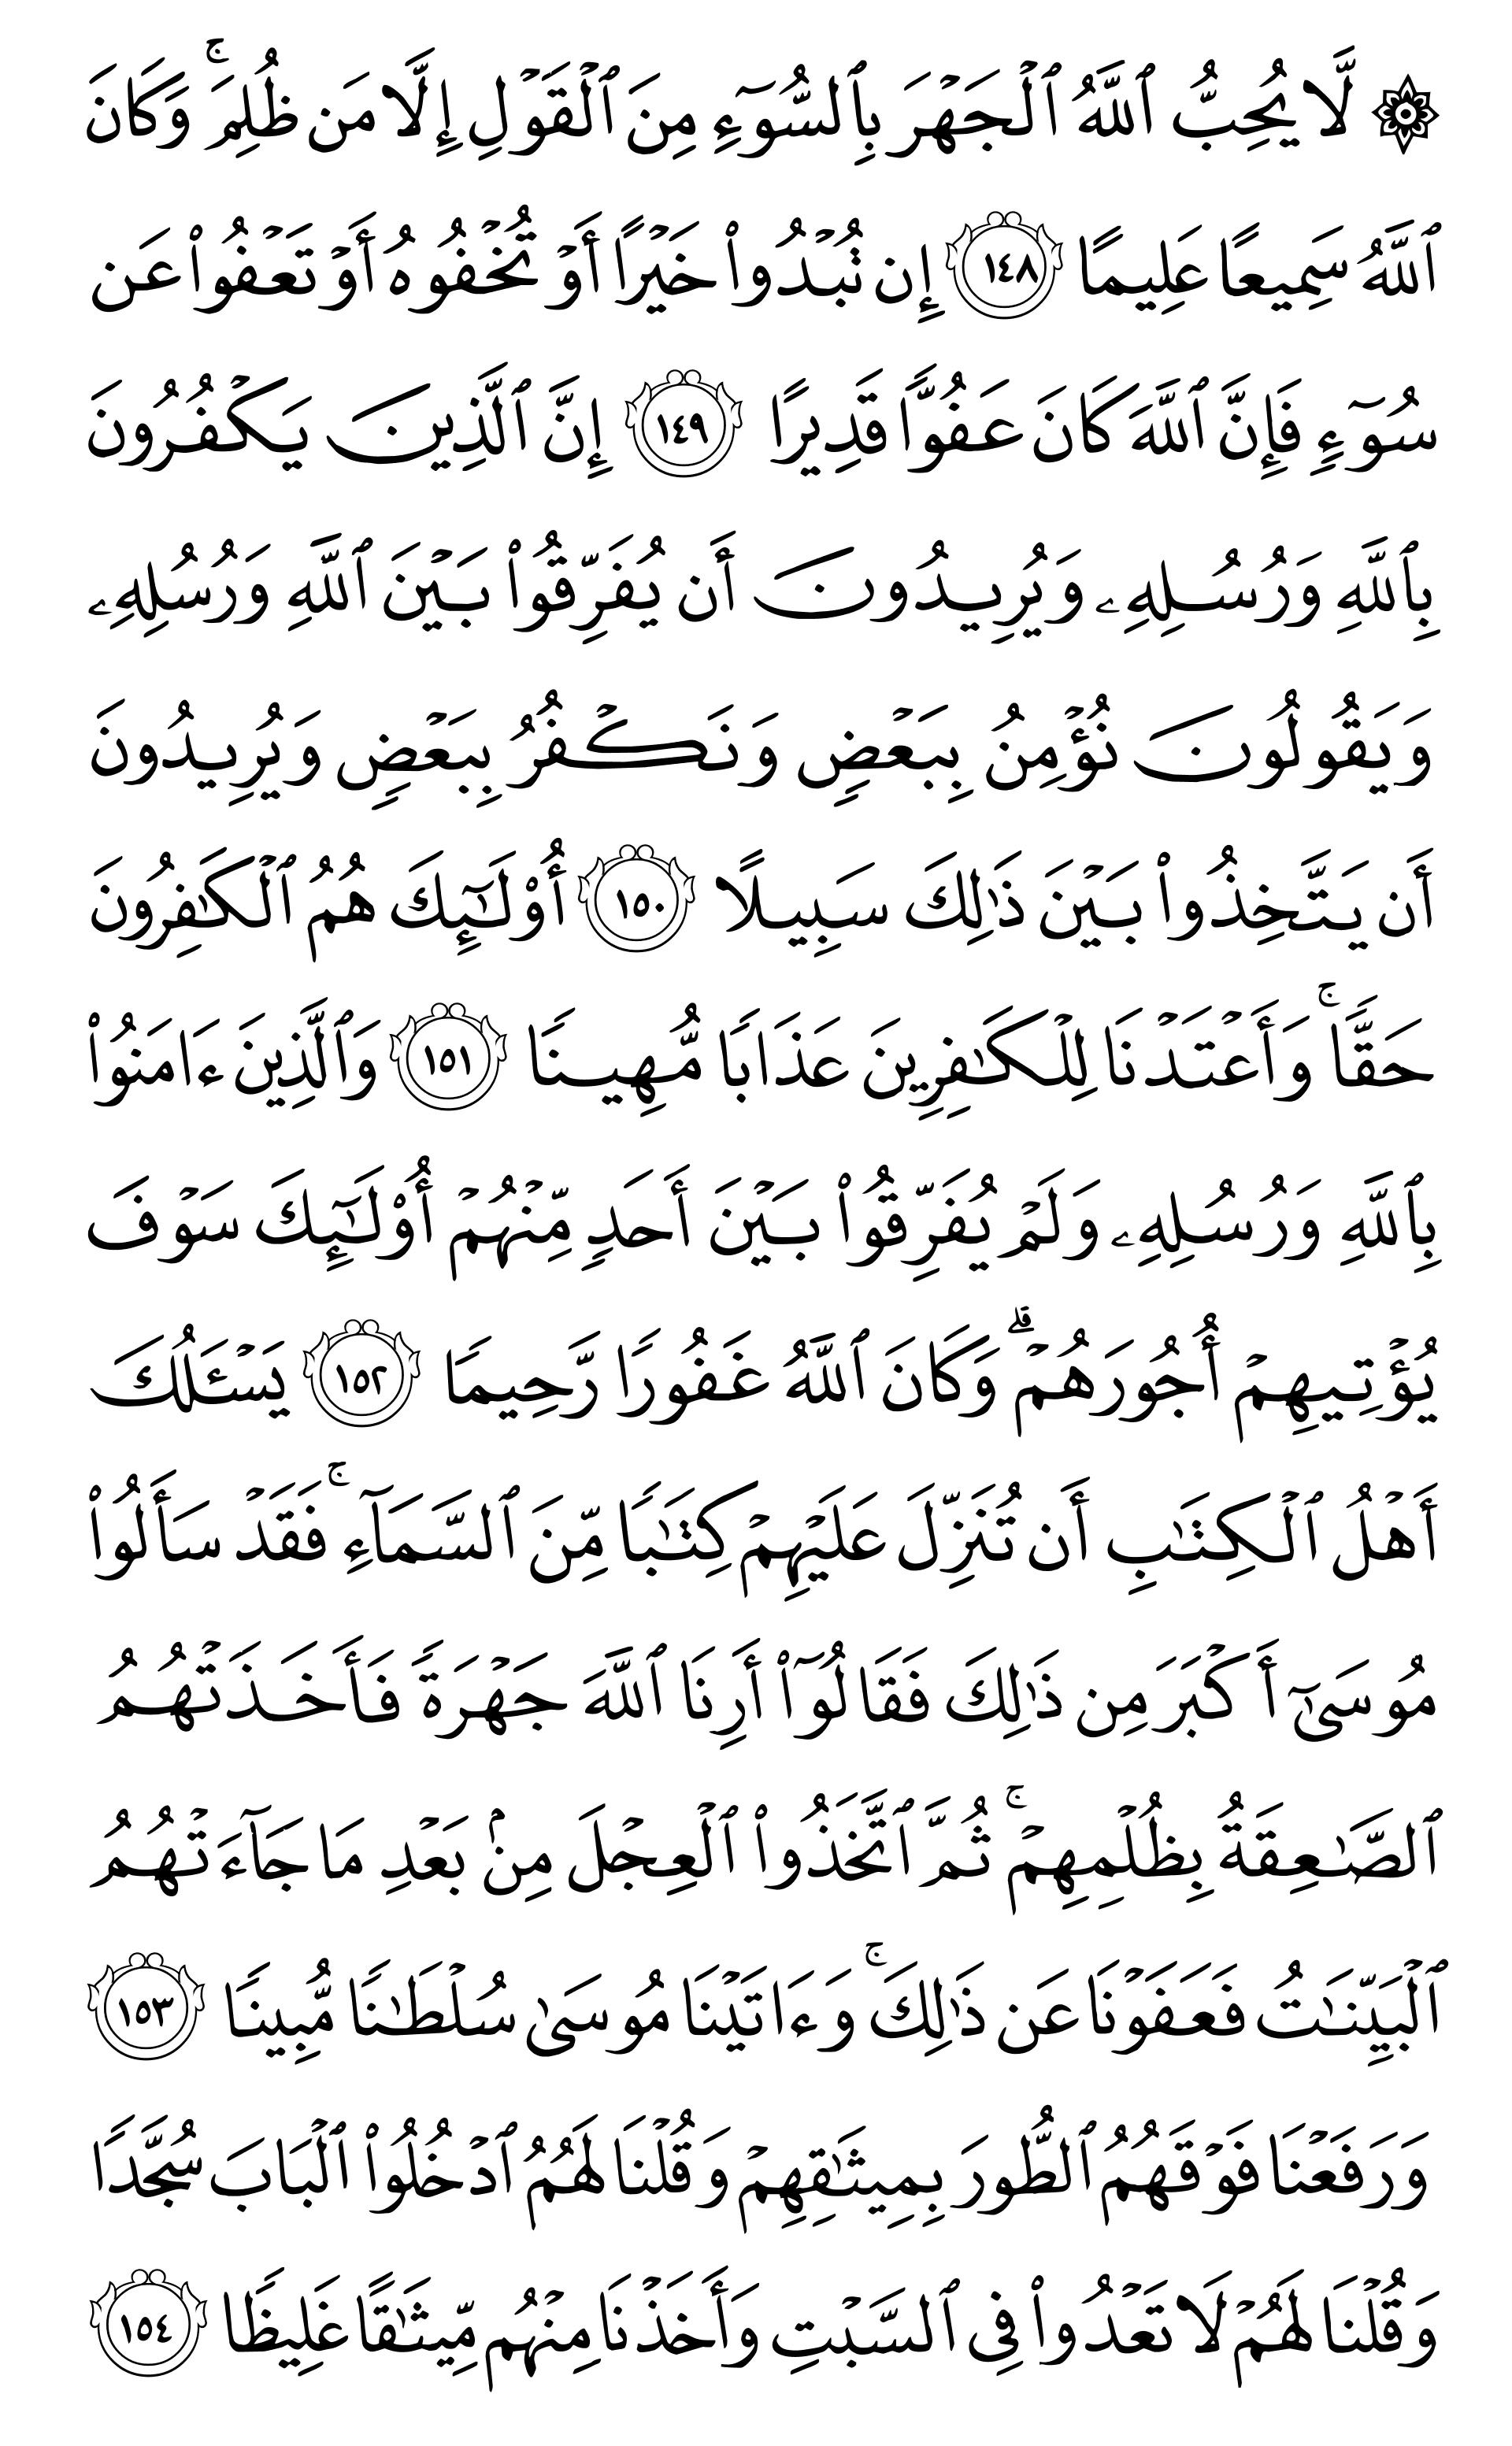 ۞ لَّا يُحِبُّ ٱللَّهُ ٱلۡجَهۡرَ بِٱلسُّوٓءِ مِنَ ٱلۡقَوۡلِ إِلَّا مَن ظُلِمَۚ وَكَانَ
ٱللَّهُ سَمِيعًا عَلِيمًا ١٤٨ إِن تُبۡدُواْ خَيۡرًا أَوۡ تُخۡفُوهُ أَوۡ تَعۡفُواْ عَن
سُوٓءٖ فَإِنَّ ٱللَّهَ كَانَ عَفُوّٗا قَدِيرًا ١٤٩ إِنَّ ٱلَّذِينَ يَكۡفُرُونَ
بِٱللَّهِ وَرُسُلِهِۦ وَيُرِيدُونَ أَن يُفَرِّقُواْ بَيۡنَ ٱللَّهِ وَرُسُلِهِۦ
وَيَقُولُونَ نُؤۡمِنُ بِبَعۡضٖ وَنَكۡفُرُ بِبَعۡضٖ وَيُرِيدُونَ
أَن يَتَّخِذُواْ بَيۡنَ ذَٰلِكَ سَبِيلًا ١٥٠ أُوْلَـٰٓئِكَ هُمُ ٱلۡكَٰفِرُونَ
حَقّٗاۚ وَأَعۡتَدۡنَا لِلۡكَٰفِرِينَ عَذَابٗا مُّهِينٗا ١٥١ وَٱلَّذِينَ ءَامَنُواْ
بِٱللَّهِ وَرُسُلِهِۦ وَلَمۡ يُفَرِّقُواْ بَيۡنَ أَحَدٖ مِّنۡهُمۡ أُوْلَـٰٓئِكَ سَوۡفَ
يُؤۡتِيهِمۡ أُجُورَهُمۡۗ وَكَانَ ٱللَّهُ غَفُورٗا رَّحِيمٗا ١٥٢ يَسۡـَٔلُكَ
أَهۡلُ ٱلۡكِتَٰبِ أَن تُنَزِّلَ عَلَيۡهِمۡ كِتَٰبٗا مِّنَ ٱلسَّمَآءِۚ فَقَدۡ سَأَلُواْ
مُوسَىٰٓ أَكۡبَرَ مِن ذَٰلِكَ فَقَالُوٓاْ أَرِنَا ٱللَّهَ جَهۡرَةٗ فَأَخَذَتۡهُمُ
ٱلصَّٰعِقَةُ بِظُلۡمِهِمۡۚ ثُمَّ ٱتَّخَذُواْ ٱلۡعِجۡلَ مِنۢ بَعۡدِ مَا جَآءَتۡهُمُ
ٱلۡبَيِّنَٰتُ فَعَفَوۡنَا عَن ذَٰلِكَۚ وَءَاتَيۡنَا مُوسَىٰ سُلۡطَٰنٗا مُّبِينٗا ١٥٣
وَرَفَعۡنَا فَوۡقَهُمُ ٱلطُّورَ بِمِيثَٰقِهِمۡ وَقُلۡنَا لَهُمُ ٱدۡخُلُواْ ٱلۡبَابَ سُجَّدٗا
وَقُلۡنَا لَهُمۡ لَا تَعۡدُواْ فِي ٱلسَّبۡتِ وَأَخَذۡنَا مِنۡهُم مِّيثَٰقًا غَلِيظٗا ١٥٤